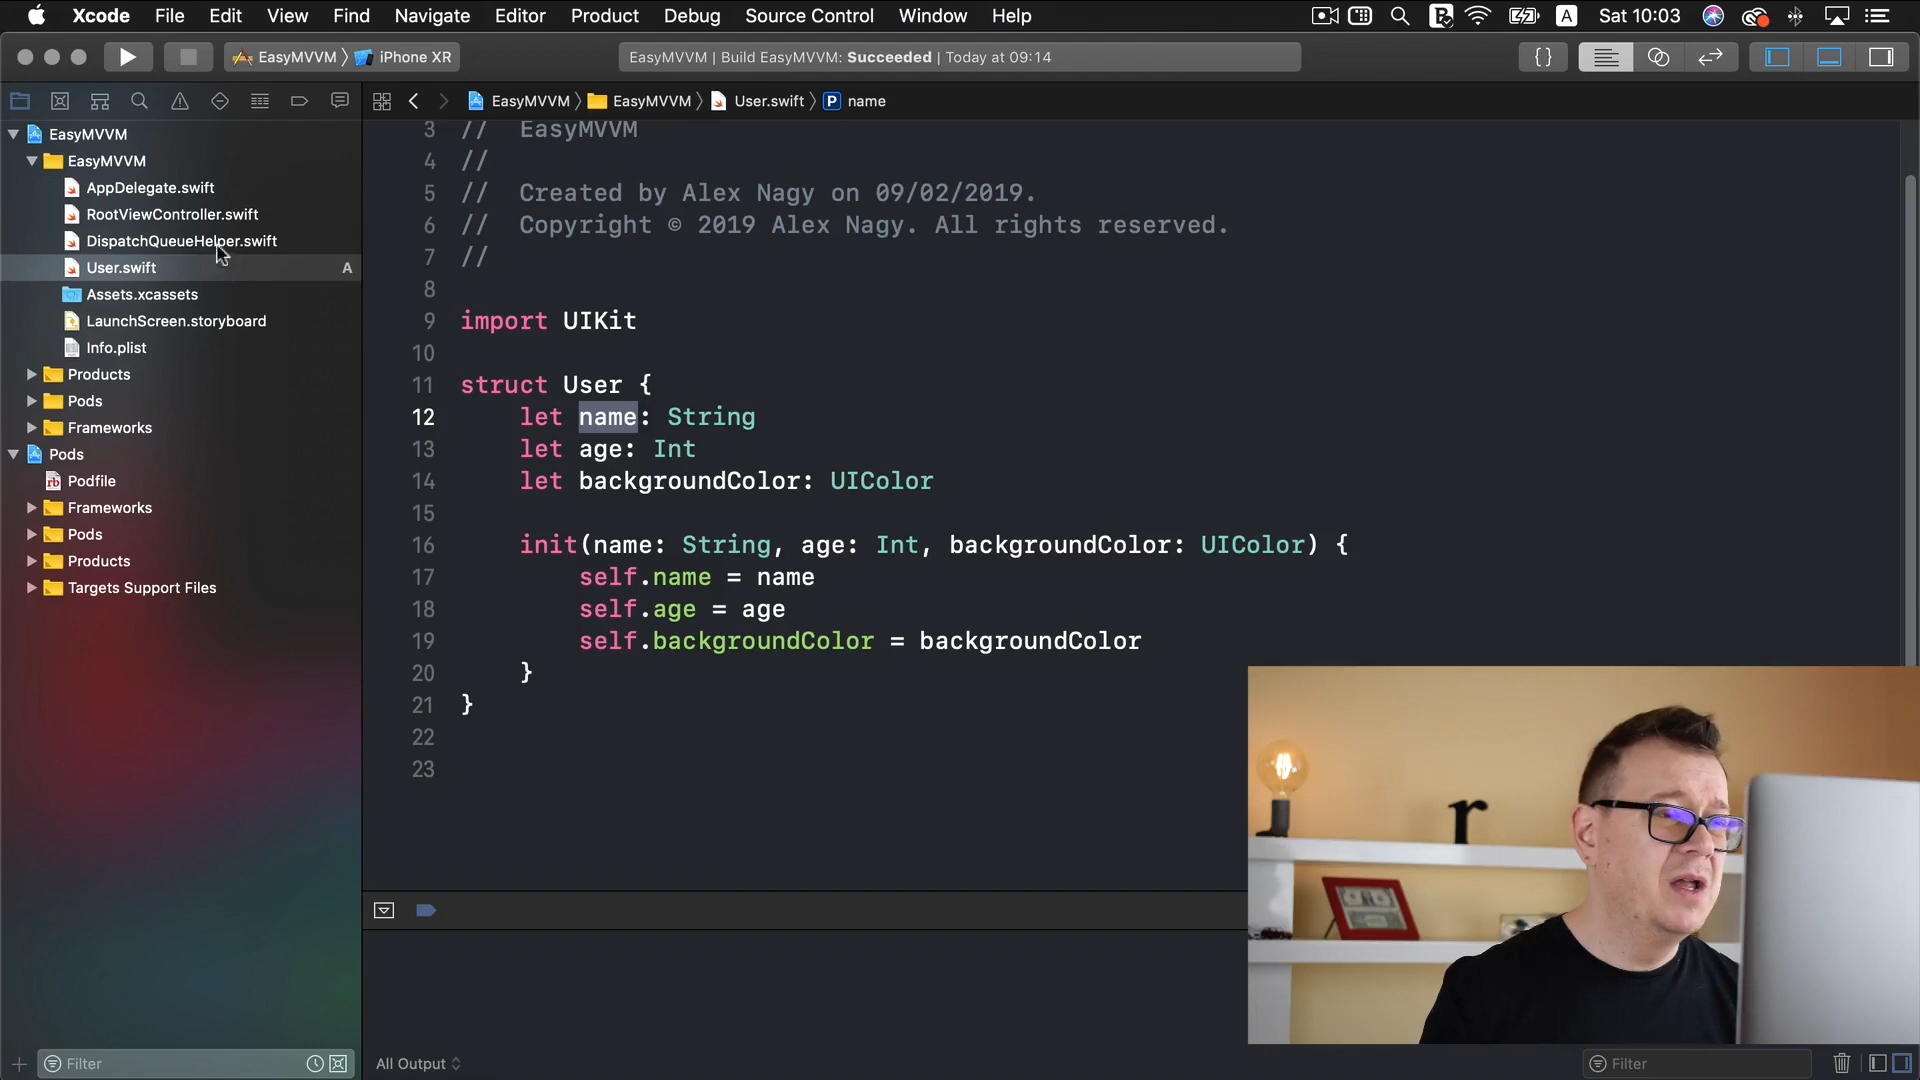 Xcode File Edit View Find Navigate Editor Product Debug Source Control Window Help A Sat 10:03
EasyMVVM iPhone XR EasyMVVM | Build EasyMVVM: Succeeded | Today at 09:14 {}
EasyMVVM EasyMVVM User.swift P name
EasyMVVM
EasyMVVM
AppDelegate.swift
RootViewController.swift
DispatchQueueHelper.swift
User.swift A
Assets.xcassets
LaunchScreen.storyboard
Info.plist
Products
Pods
Frameworks
Pods
rb Podfile
Frameworks
Pods
Products
Targets Support Files
Filter
3 // EasyMVVM
4 //
5 // Created by Alex Nagy on 09/02/2019.
6 // Copyright © 2019 Alex Nagy. All rights reserved.
7 //
8
9 import UIKit
10
11 struct User {
12 let name: String
13 let age: Int
14 let backgroundColor: UIColor
15
16 init(name: String, age: Int, backgroundColor: UIColor) {
17 self.name = name
18 self.age = age
19 self.backgroundColor = backgroundColor
20 }
21 }
22
23
r
All Output Filter